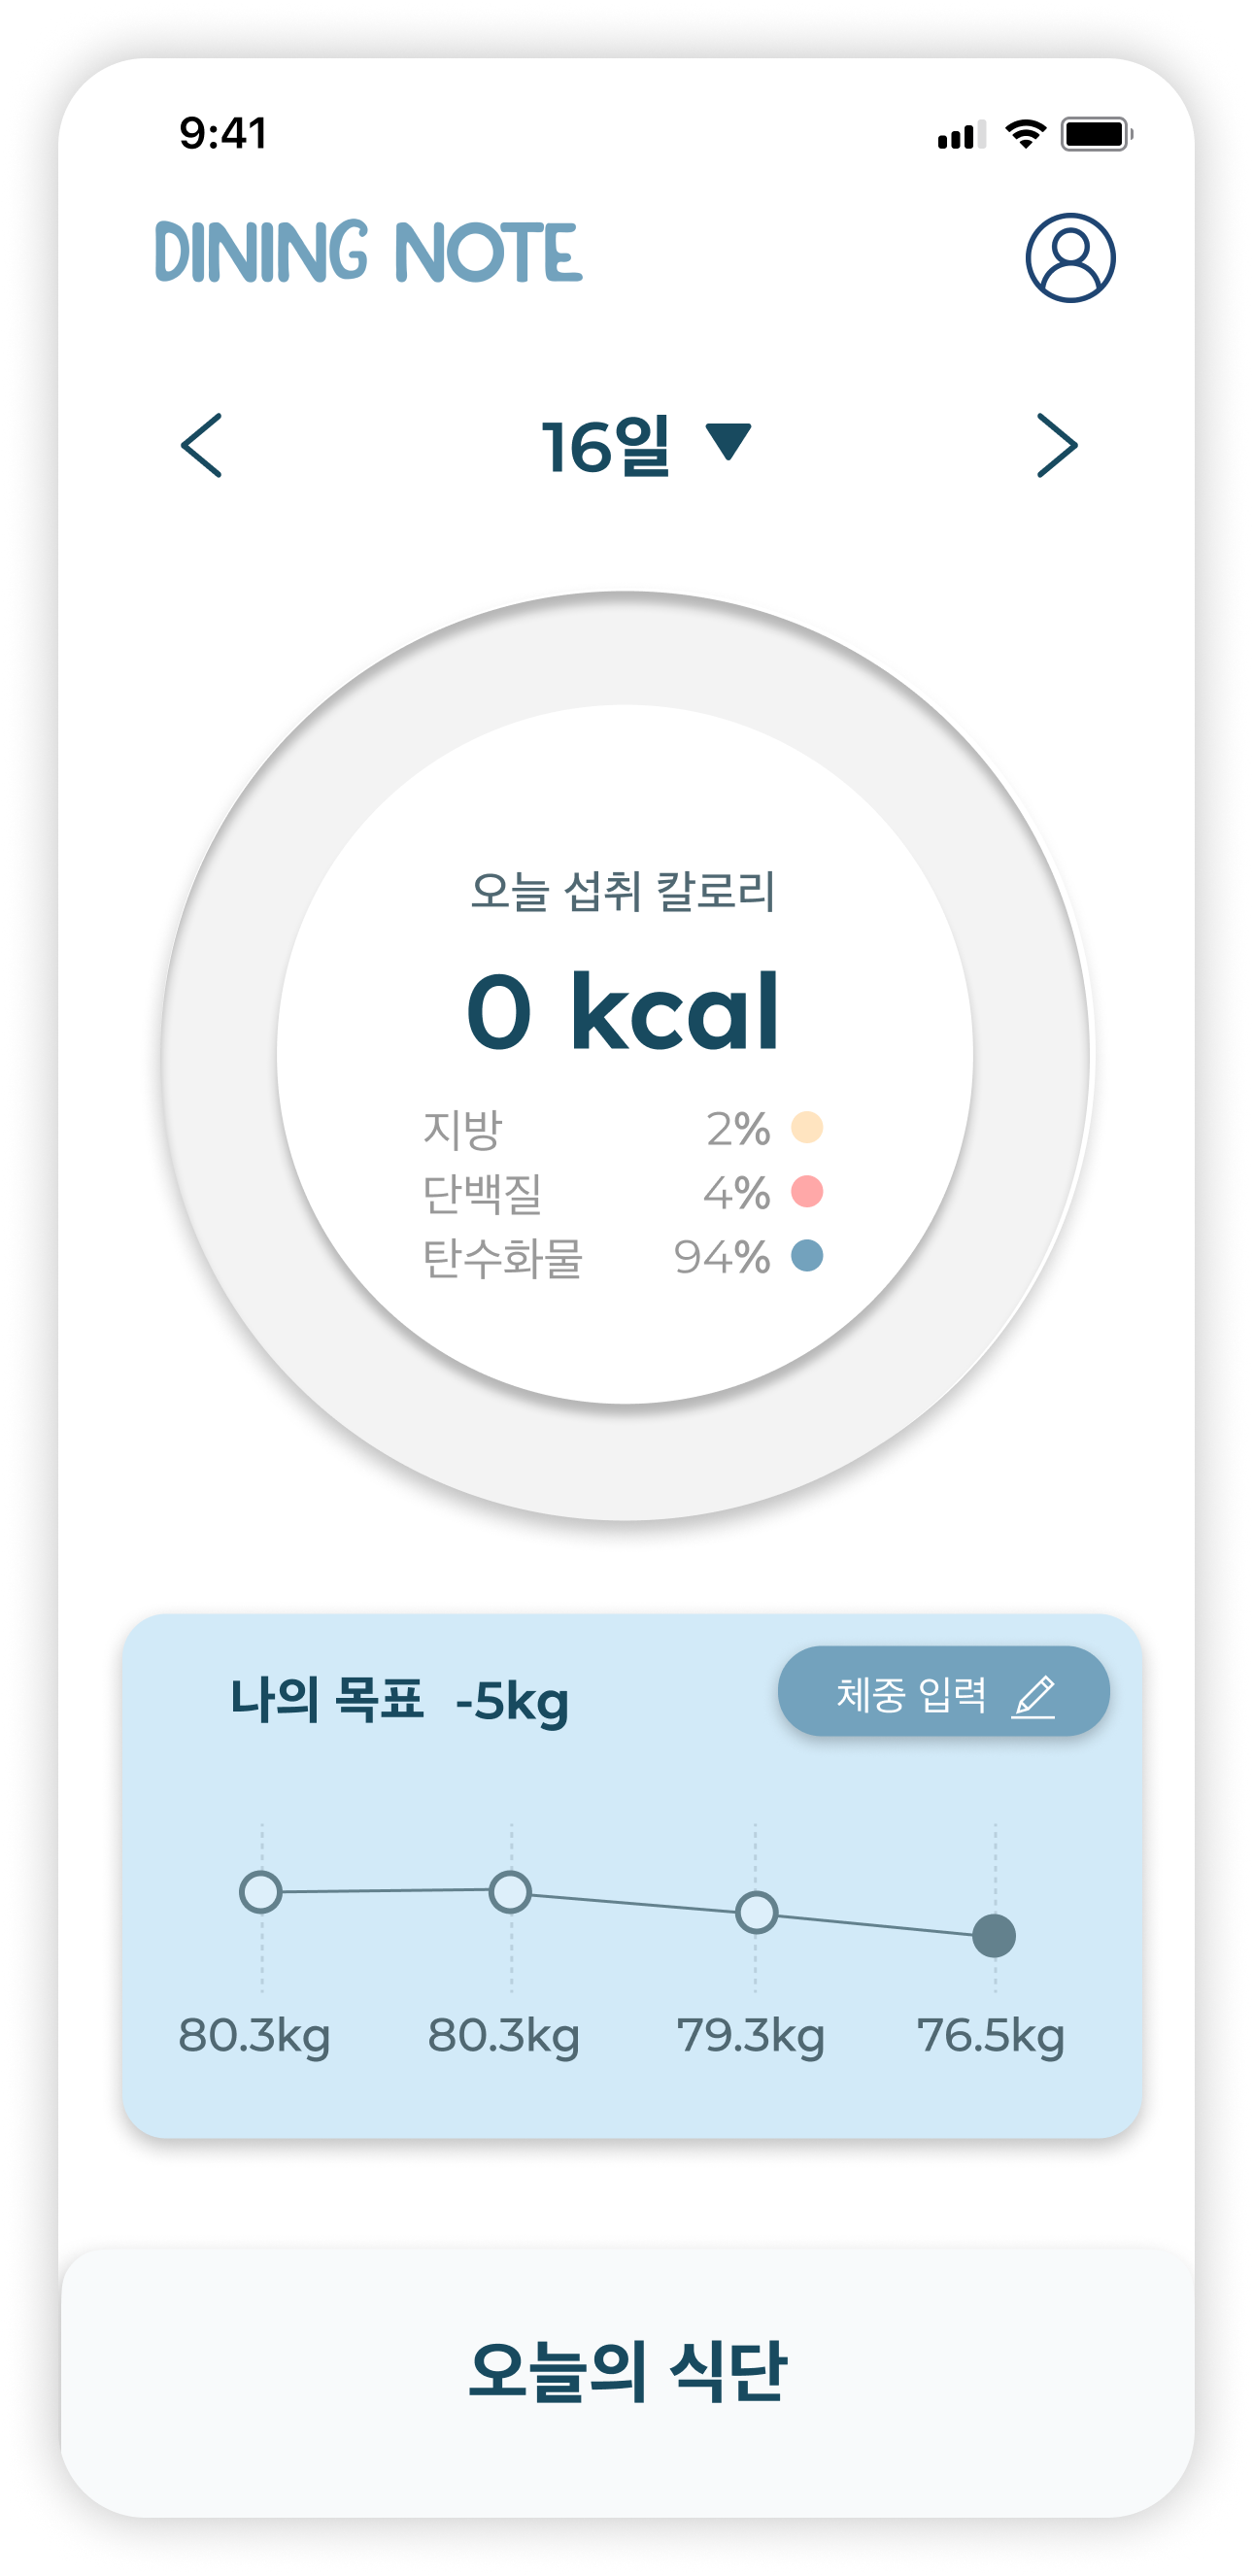 9:41
DINING NOTE
16일
오늘 섭취 칼로리
0 kcal
지방 2%
단백질 4%
탄수화물 94%
나의 목표 -5kg
체중 입력
80.3kg 80.3kg 79.3kg 76.5kg
오늘의 식단